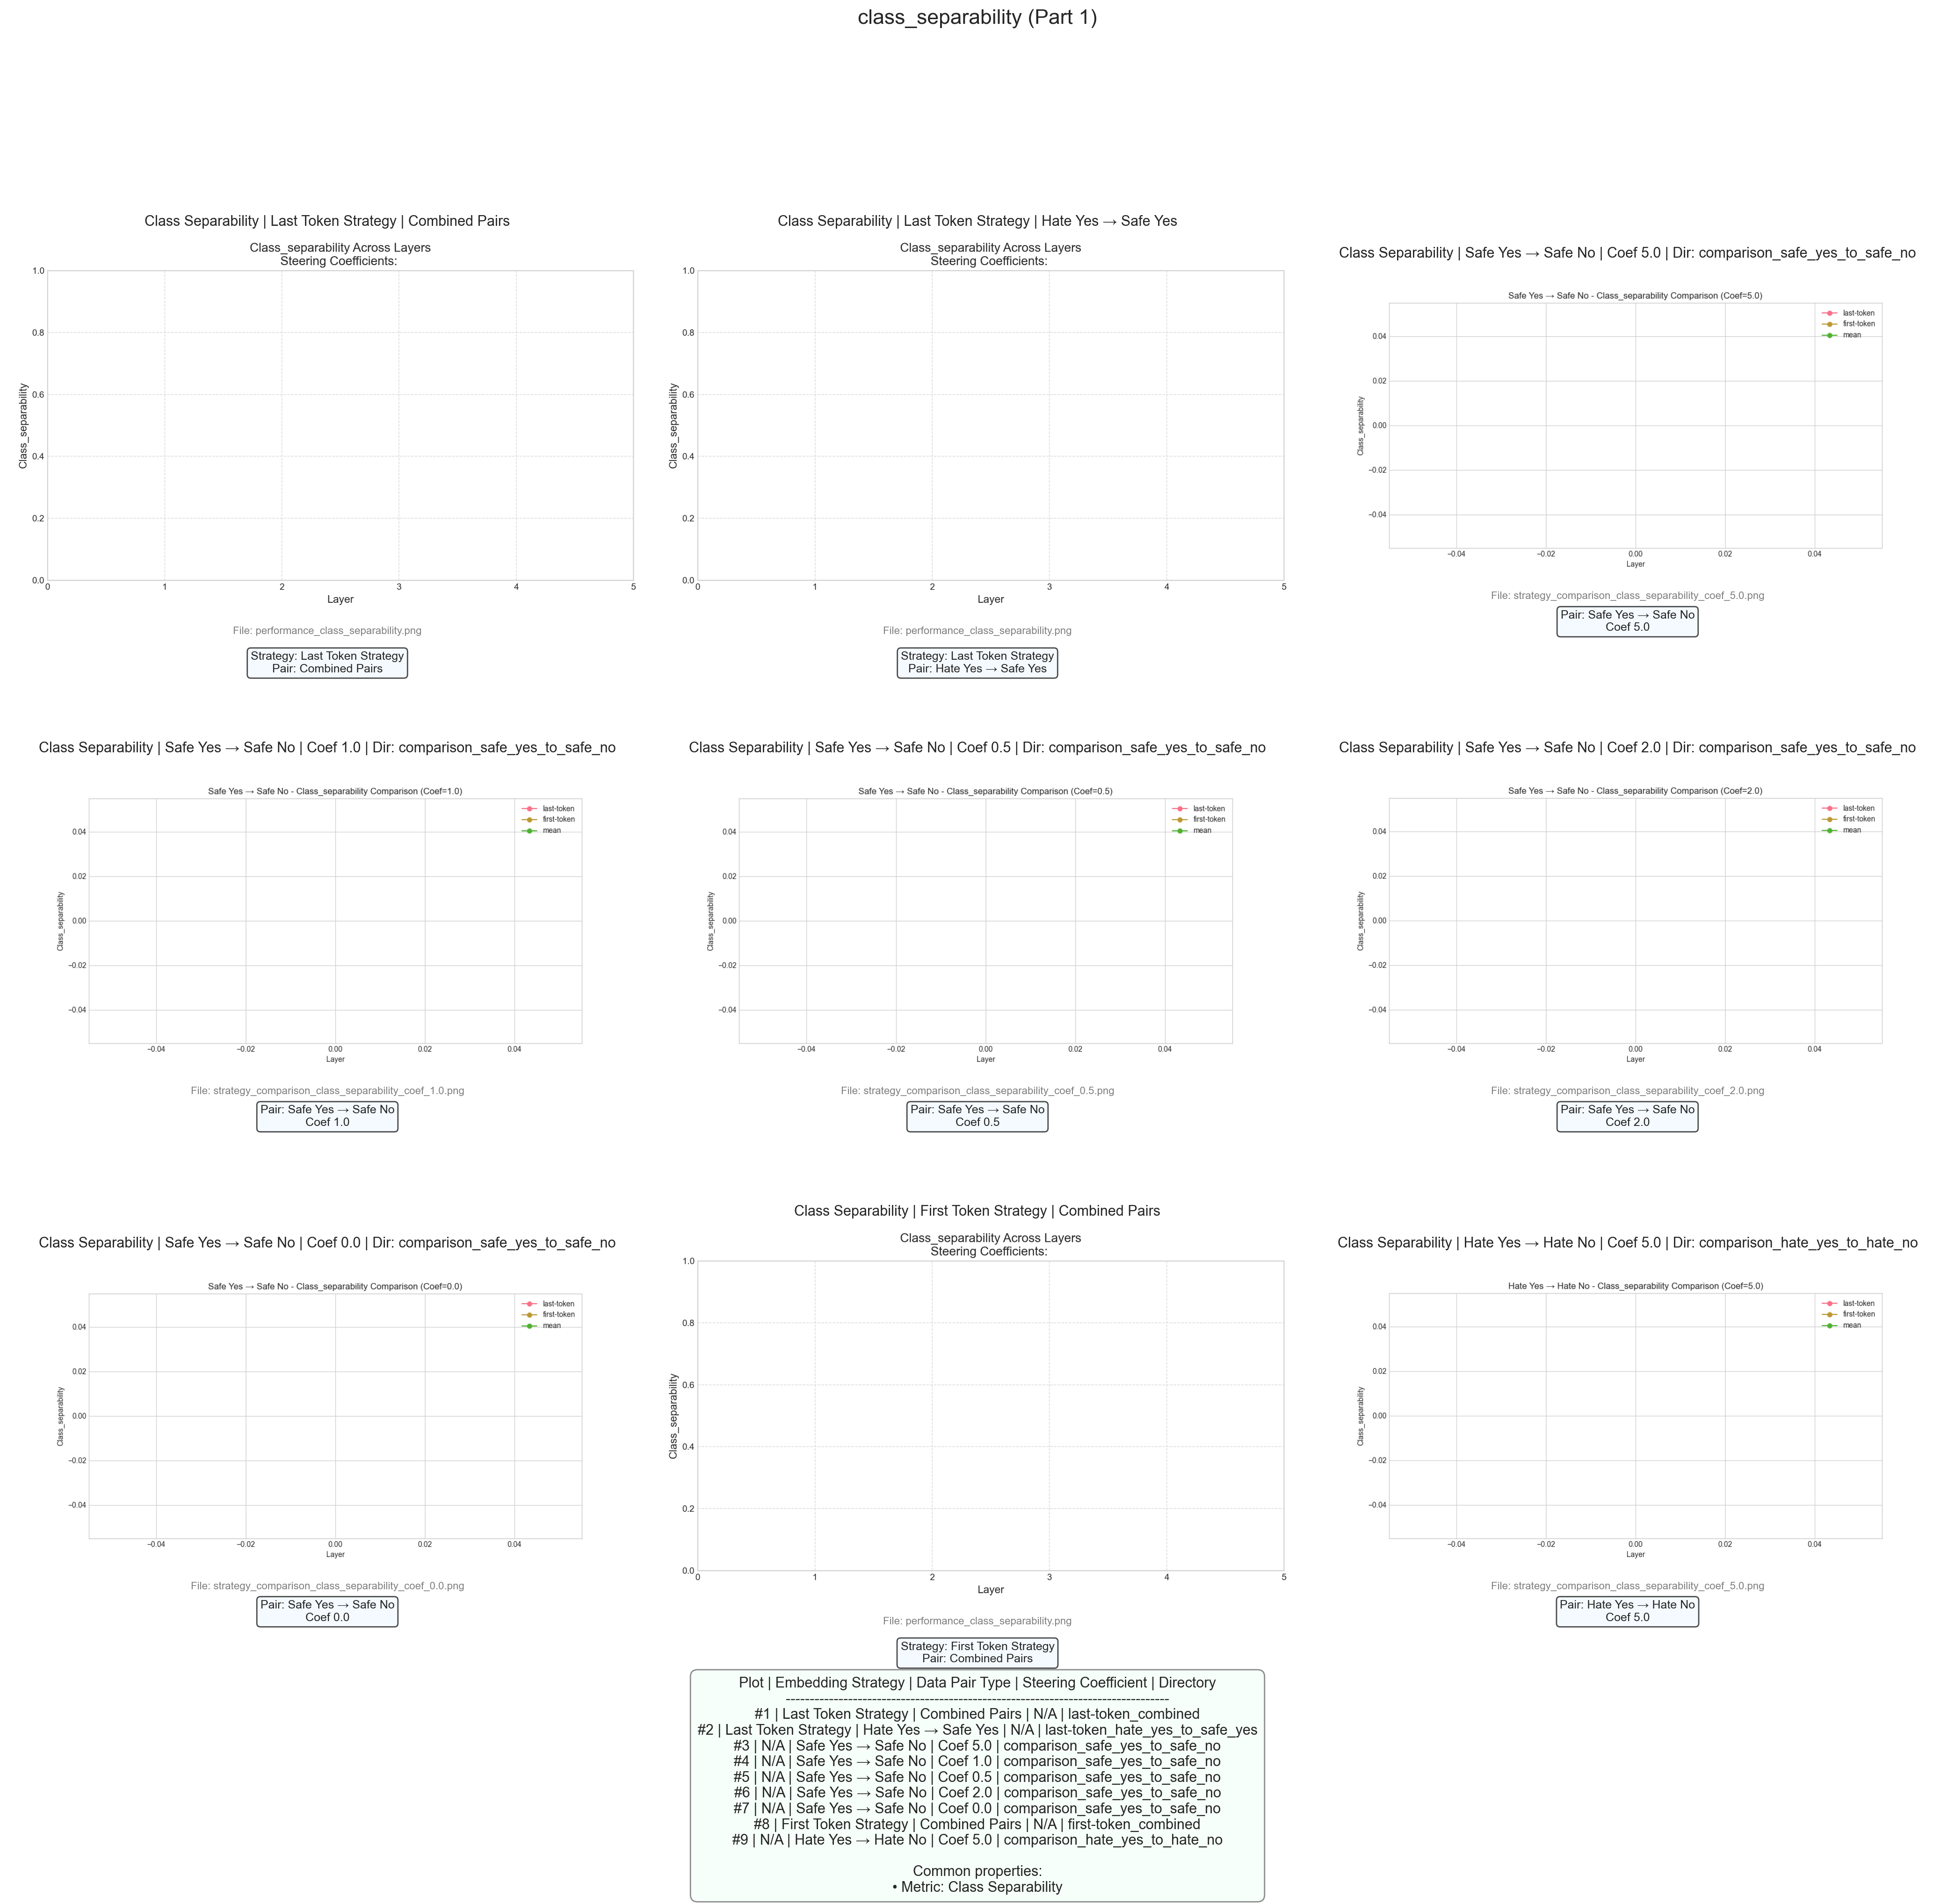 class_separability (Part 1)
Class Separability | Last Token Strategy | Combined Pairs
Class_separability Across Layers
Steering Coefficients:
1.0
0.8
0.6
0.4
0.2
0.0
Class_separability
0
1
2
3
4
5
Layer
File: performance_class_separability.png
Strategy: Last Token Strategy
Pair: Combined Pairs
Class Separability | Last Token Strategy | Hate Yes → Safe Yes
Class_separability Across Layers
Steering Coefficients:
1.0
0.8
0.6
0.4
0.2
0.0
Class_separability
0
1
2
3
4
5
Layer
File: performance_class_separability.png
Strategy: Last Token Strategy
Pair: Hate Yes → Safe Yes
Class Separability | Safe Yes → Safe No | Coef 5.0 | Dir: comparison_safe_yes_to_safe_no
Safe Yes → Safe No - Class_separability Comparison (Coef=5.0)
last-token
first-token
mean
0.04
0.02
0.00
−0.02
−0.04
Class_separability
−0.04
−0.02
0.00
0.02
0.04
Layer
File: strategy_comparison_class_separability_coef_5.0.png
Pair: Safe Yes → Safe No
Coef 5.0
Class Separability | Safe Yes → Safe No | Coef 1.0 | Dir: comparison_safe_yes_to_safe_no
Safe Yes → Safe No - Class_separability Comparison (Coef=1.0)
last-token
first-token
mean
0.04
0.02
0.00
−0.02
−0.04
Class_separability
−0.04
−0.02
0.00
0.02
0.04
Layer
File: strategy_comparison_class_separability_coef_1.0.png
Pair: Safe Yes → Safe No
Coef 1.0
Class Separability | Safe Yes → Safe No | Coef 0.5 | Dir: comparison_safe_yes_to_safe_no
Safe Yes → Safe No - Class_separability Comparison (Coef=0.5)
last-token
first-token
mean
0.04
0.02
0.00
−0.02
−0.04
Class_separability
−0.04
−0.02
0.00
0.02
0.04
Layer
File: strategy_comparison_class_separability_coef_0.5.png
Pair: Safe Yes → Safe No
Coef 0.5
Class Separability | Safe Yes → Safe No | Coef 2.0 | Dir: comparison_safe_yes_to_safe_no
Safe Yes → Safe No - Class_separability Comparison (Coef=2.0)
last-token
first-token
mean
0.04
0.02
0.00
−0.02
−0.04
Class_separability
−0.04
−0.02
0.00
0.02
0.04
Layer
File: strategy_comparison_class_separability_coef_2.0.png
Pair: Safe Yes → Safe No
Coef 2.0
Class Separability | Safe Yes → Safe No | Coef 0.0 | Dir: comparison_safe_yes_to_safe_no
Safe Yes → Safe No - Class_separability Comparison (Coef=0.0)
last-token
first-token
mean
0.04
0.02
0.00
−0.02
−0.04
Class_separability
−0.04
−0.02
0.00
0.02
0.04
Layer
File: strategy_comparison_class_separability_coef_0.0.png
Pair: Safe Yes → Safe No
Coef 0.0
Class Separability | First Token Strategy | Combined Pairs
Class_separability Across Layers
Steering Coefficients:
1.0
0.8
0.6
0.4
0.2
0.0
Class_separability
0
1
2
3
4
5
Layer
File: performance_class_separability.png
Strategy: First Token Strategy
Pair: Combined Pairs
Class Separability | Hate Yes → Hate No | Coef 5.0 | Dir: comparison_hate_yes_to_hate_no
Hate Yes → Hate No - Class_separability Comparison (Coef=5.0)
last-token
first-token
mean
0.04
0.02
0.00
−0.02
−0.04
Class_separability
−0.04
−0.02
0.00
0.02
0.04
Layer
File: strategy_comparison_class_separability_coef_5.0.png
Pair: Hate Yes → Hate No
Coef 5.0
Plot | Embedding Strategy | Data Pair Type | Steering Coefficient | Directory
--------------------------------------------------------------------------------
#1 | Last Token Strategy | Combined Pairs | N/A | last-token_combined
#2 | Last Token Strategy | Hate Yes → Safe Yes | N/A | last-token_hate_yes_to_safe_yes
#3 | N/A | Safe Yes → Safe No | Coef 5.0 | comparison_safe_yes_to_safe_no
#4 | N/A | Safe Yes → Safe No | Coef 1.0 | comparison_safe_yes_to_safe_no
#5 | N/A | Safe Yes → Safe No | Coef 0.5 | comparison_safe_yes_to_safe_no
#6 | N/A | Safe Yes → Safe No | Coef 2.0 | comparison_safe_yes_to_safe_no
#7 | N/A | Safe Yes → Safe No | Coef 0.0 | comparison_safe_yes_to_safe_no
#8 | First Token Strategy | Combined Pairs | N/A | first-token_combined
#9 | N/A | Hate Yes → Hate No | Coef 5.0 | comparison_hate_yes_to_hate_no
Common properties:
• Metric: Class Separability